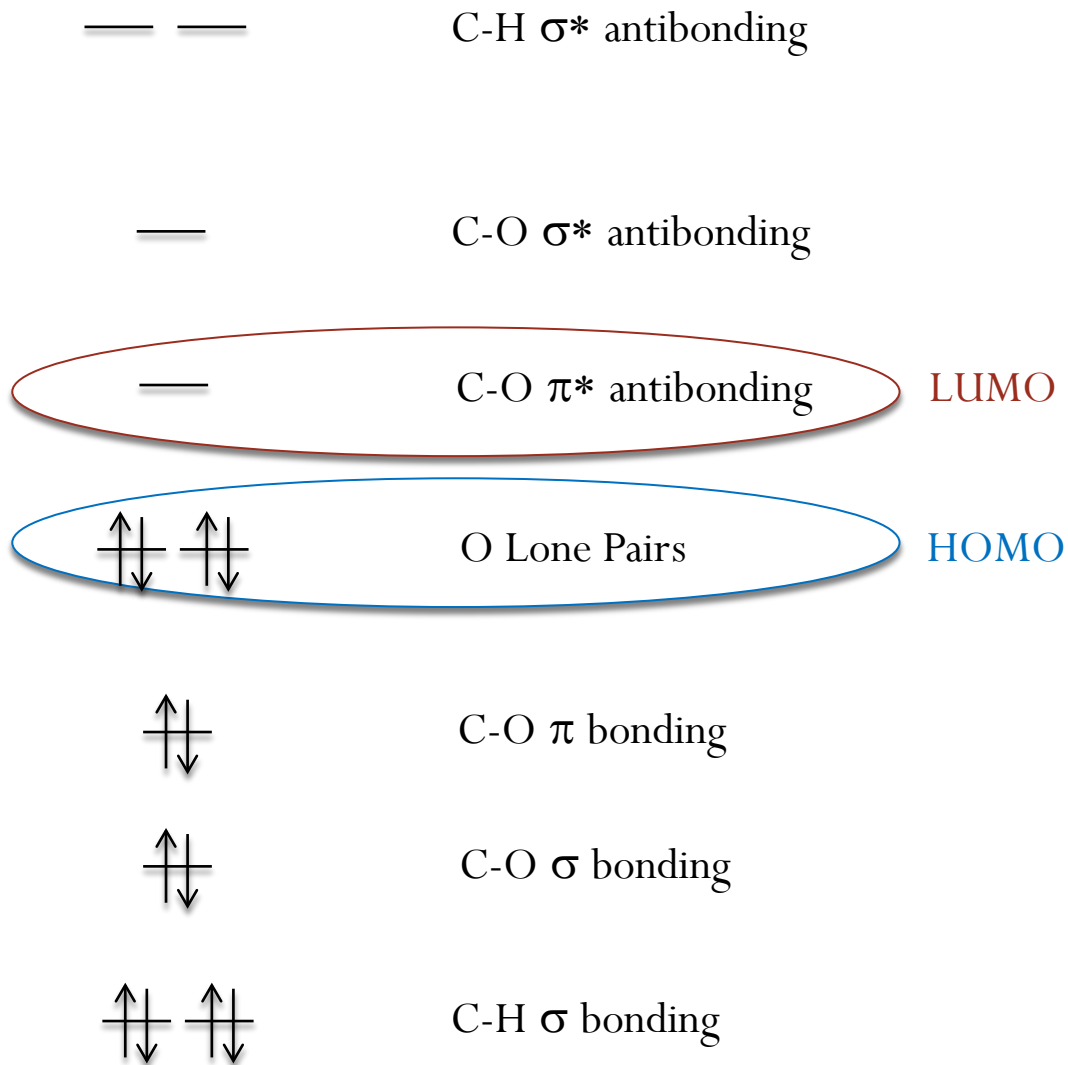 C-H σ* antibonding
C-O σ* antibonding
C-O π* antibonding LUMO
O Lone Pairs HOMO
C-O π bonding
C-O σ bonding
C-H σ bonding